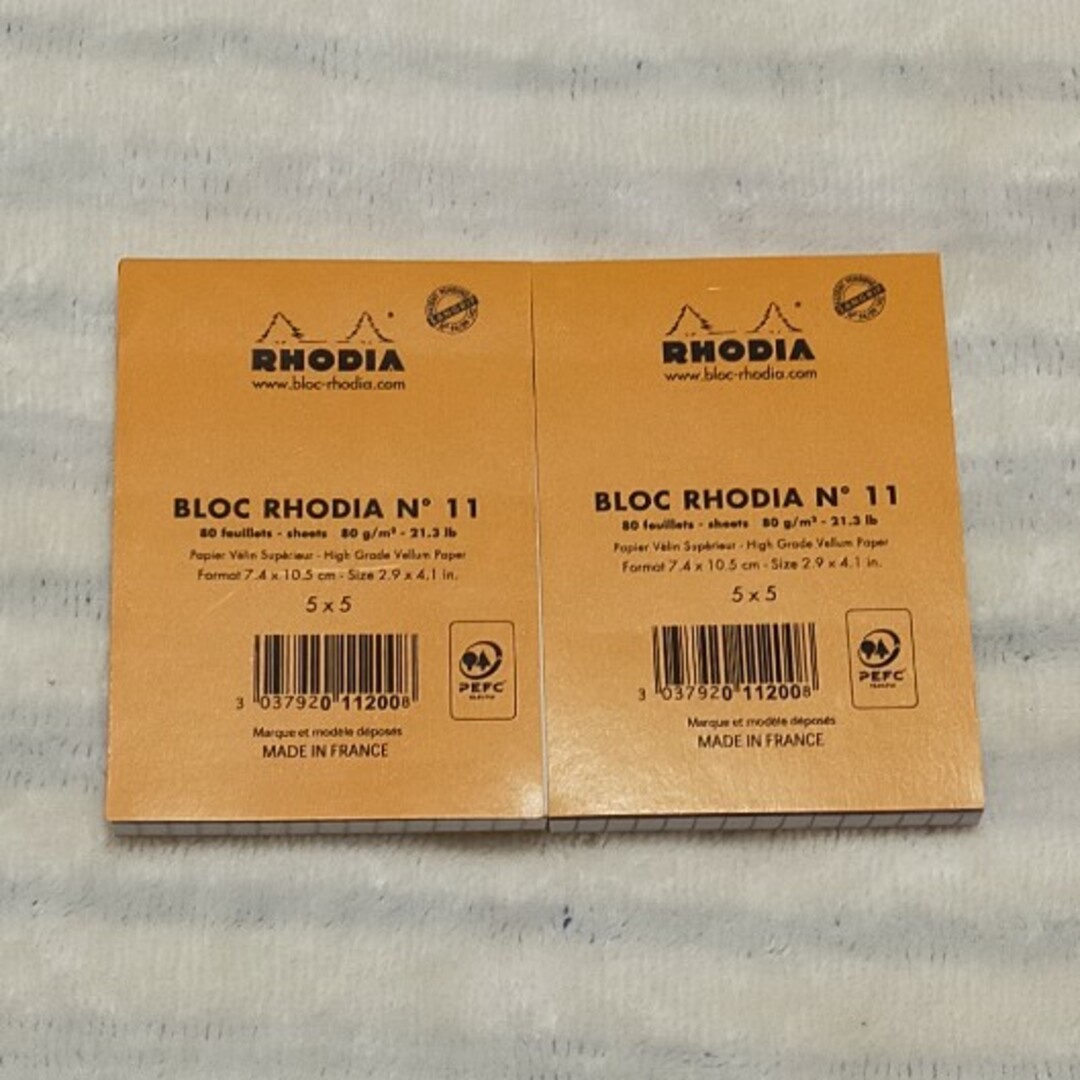 RHODIA
www.bloc-rhodia.com
BLOC RHODIA N° 11
80 feuillets - sheets 80 g/m² - 21.3 lb
Papier Vélin Supérieur - High Grade Vellum Paper
Format 7.4 x 10.5 cm - Size 2.9 x 4.1 in.
5 x 5
3 037920 112008
PEFC
Marque et modèle déposés
MADE IN FRANCE
RHODIA
www.bloc-rhodia.com
BLOC RHODIA N° 11
80 feuillets - sheets 80 g/m² - 21.3 lb
Papier Vélin Supérieur - High Grade Vellum Paper
Format 7.4 x 10.5 cm - Size 2.9 x 4.1 in.
5 x 5
3 037920 112008
PEFC
Marque et modèle déposés
MADE IN FRANCE